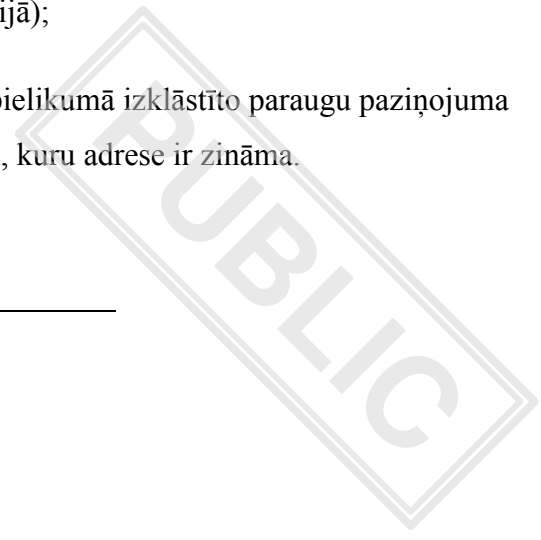 ijā);
pielikumā izklāstīto paraugu paziņojuma
, kuru adrese ir zināma.
PUBLIC